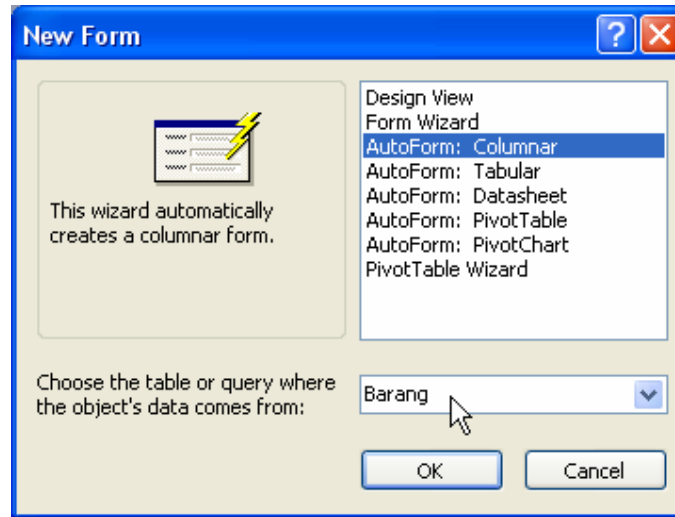 New Form
This wizard automatically
creates a columnar form.
Design View
Form Wizard
AutoForm: Columnar
AutoForm: Tabular
AutoForm: Datasheet
AutoForm: PivotTable
AutoForm: PivotChart
PivotTable Wizard
Choose the table or query where
the object's data comes from:
Barang
OK
Cancel